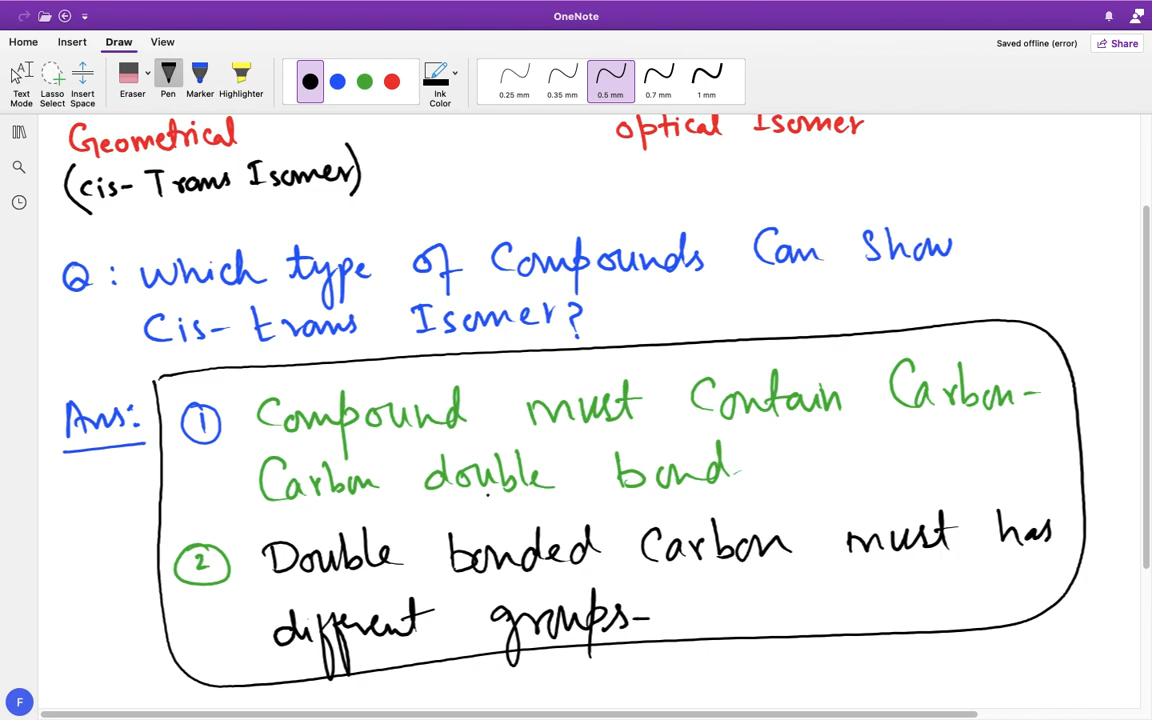 OneNote
Home Insert Draw View
Saved offline (error) Share
Text Mode Lasso Select Insert Space Eraser Pen Marker Highlighter Ink Color
0.25 mm 0.35 mm 0.5 mm 0.7 mm 1 mm
Geometrical
optical Isomer
(cis- Trans Isomer)
Q: which type of Compounds Can show
Cis- trans Isomer?
Ans: 1 Compound must Contain Carbon-
Carbon double bond
2 Double bonded Carbon must has
different groups-
F